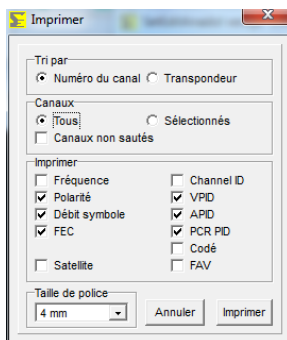 Imprimer
Tri par
Numéro du canal Transpondeur
Canaux
Tous Sélectionnés
Canaux non sautés
Imprimer
Fréquence Channel ID
Polarité VPID
Débit symbole APID
FEC PCR PID
Codé
Satellite FAV
Taille de police
4 mm Annuler Imprimer